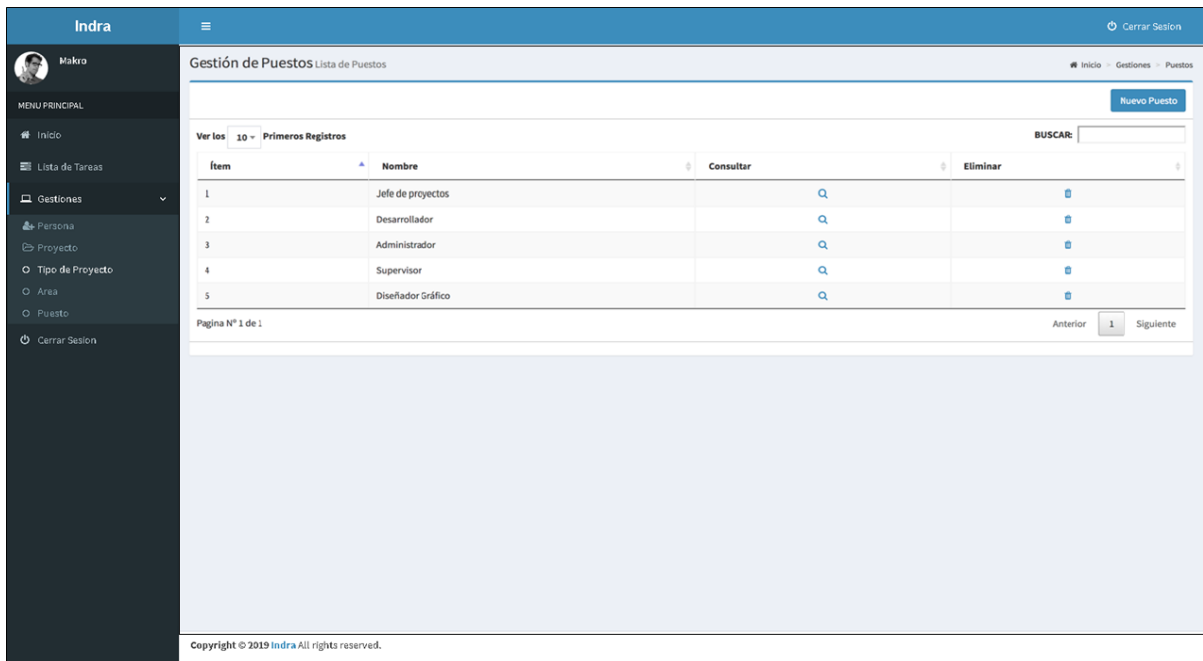 Indra
Cerrar Sesion
Makro
MENU PRINCIPAL
Inicio
Lista de Tareas
Gestiones
Persona
Proyecto
Tipo de Proyecto
Area
Puesto
Cerrar Sesion
Gestión de Puestos Lista de Puestos
Inicio > Gestiones > Puestos
Nuevo Puesto
Ver los 10 Primeros Registros
BUSCAR:
Ítem Nombre Consultar Eliminar
1 Jefe de proyectos
2 Desarrollador
3 Administrador
4 Supervisor
5 Diseñador Gráfico
Pagina Nº 1 de 1
Anterior 1 Siguiente
Copyright © 2019 Indra All rights reserved.